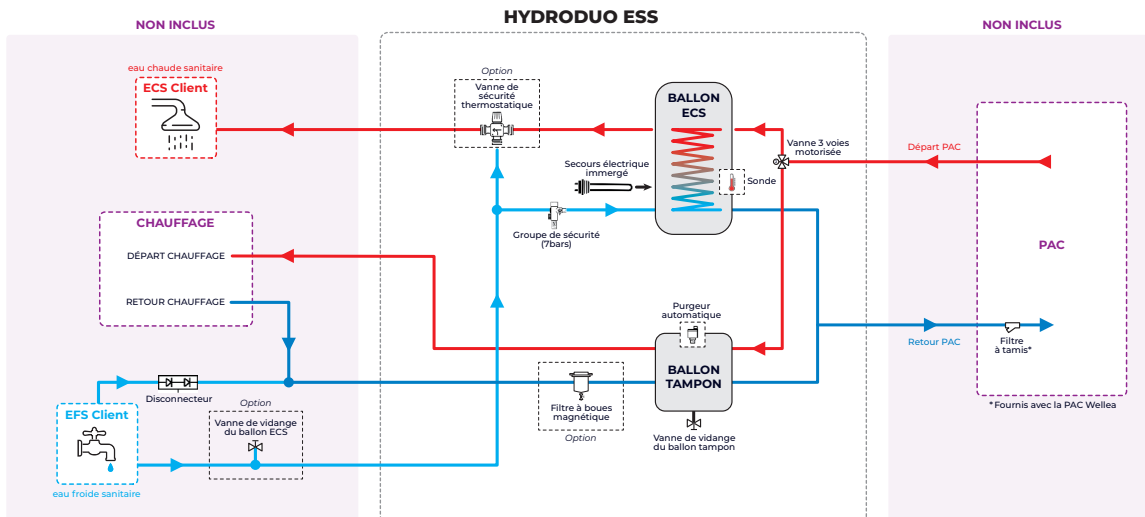 HYDRODUO ESS
NON INCLUS
NON INCLUS
eau chaude sanitaire
ECS Client
Option
Vanne de
sécurité
thermostatique
BALLON
ECS
Vanne 3 voies
motorisée
Départ PAC
Secours électrique
immergé
Sonde
Groupe de sécurité
(7bars)
CHAUFFAGE
DÉPART CHAUFFAGE
RETOUR CHAUFFAGE
PAC
Purgeur
automatique
Retour PAC
Filtre
à tamis*
BALLON
TAMPON
Disconnecteur
Filtre à boues
magnétique
Option
*Fournis avec la PAC Wellea
EFS Client
Option
Vanne de vidange
du ballon ECS
Vanne de vidange
du ballon tampon
eau froide sanitaire